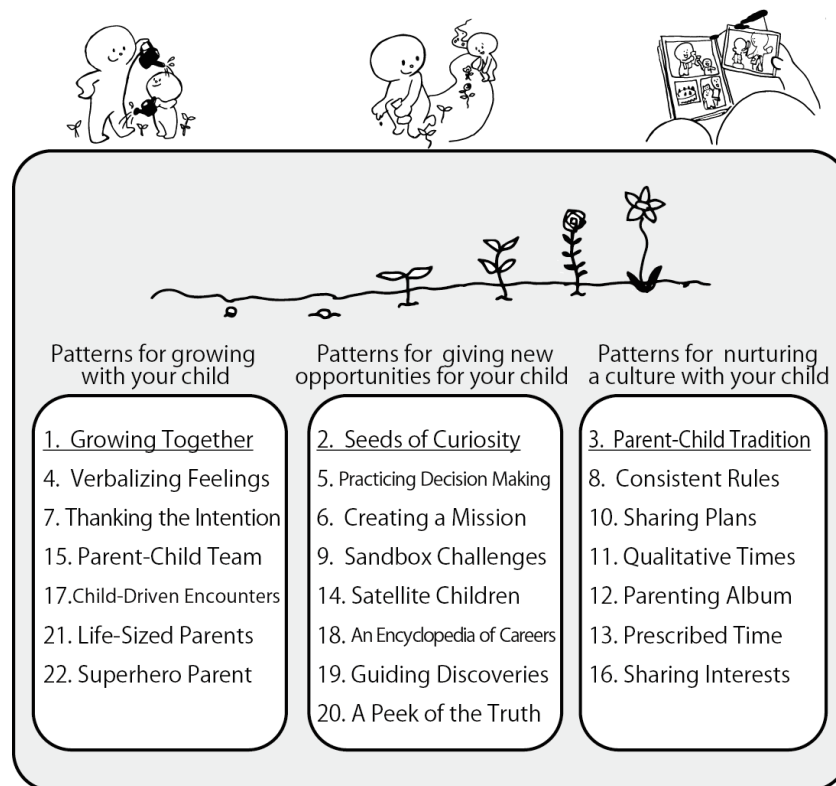 Patterns for growing
with your child
1. Growing Together
4. Verbalizing Feelings
7. Thanking the Intention
15. Parent-Child Team
17.Child-Driven Encounters
21. Life-Sized Parents
22. Superhero Parent
Patterns for giving new
opportunities for your child
2. Seeds of Curiosity
5. Practicing Decision Making
6. Creating a Mission
9. Sandbox Challenges
14. Satellite Children
18. An Encyclopedia of Careers
19. Guiding Discoveries
20. A Peek of the Truth
Patterns for nurturing
a culture with your child
3. Parent-Child Tradition
8. Consistent Rules
10. Sharing Plans
11. Qualitative Times
12. Parenting Album
13. Prescribed Time
16. Sharing Interests